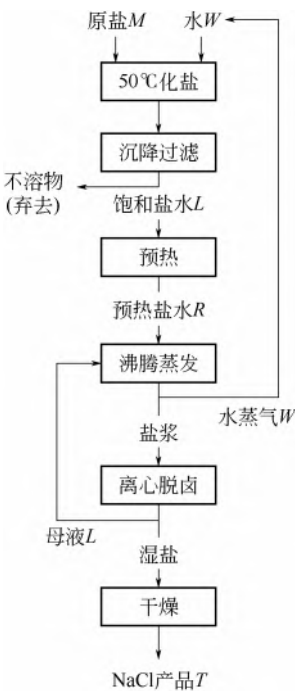 原盐M 水W
50℃化盐
沉降过滤
不溶物
(弃去)
饱和盐水L
预热
预热盐水R
沸腾蒸发
水蒸气W
盐浆
离心脱卤
母液L
湿盐
干燥
NaCl产品T